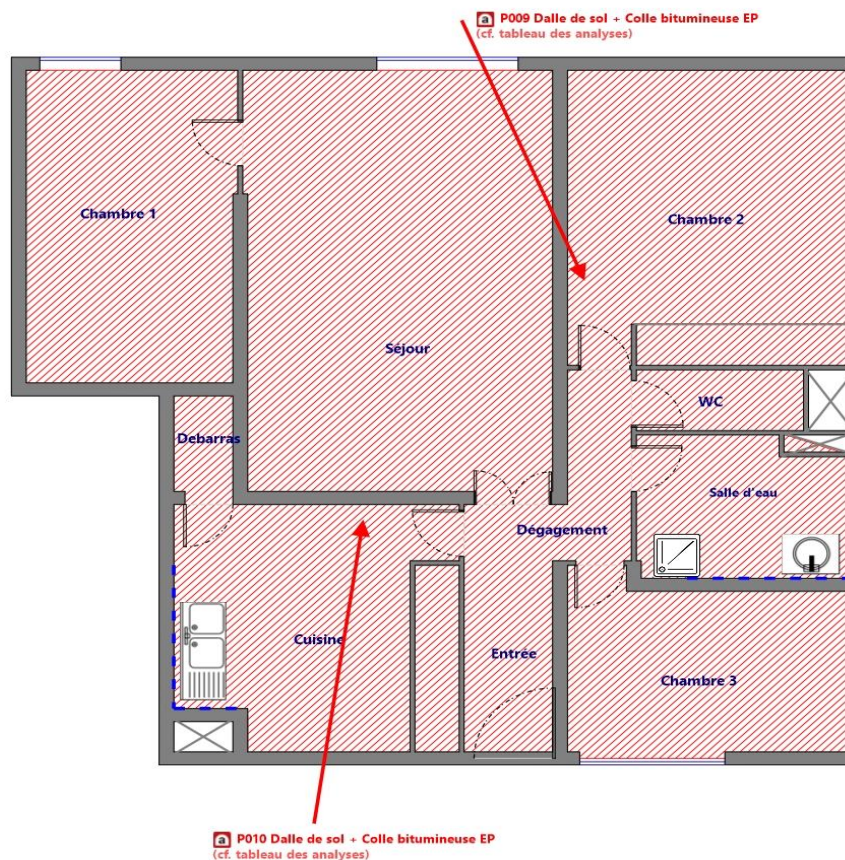 a P009 Dalle de sol + Colle bitumineuse EP
(cf. tableau des analyses)
Chambre 1
Chambre 2
Séjour
WC
Debarras
Salle d'eau
Dégagement
Cuisine
Entrée
Chambre 3
a P010 Dalle de sol + Colle bitumineuse EP
(cf. tableau des analyses)